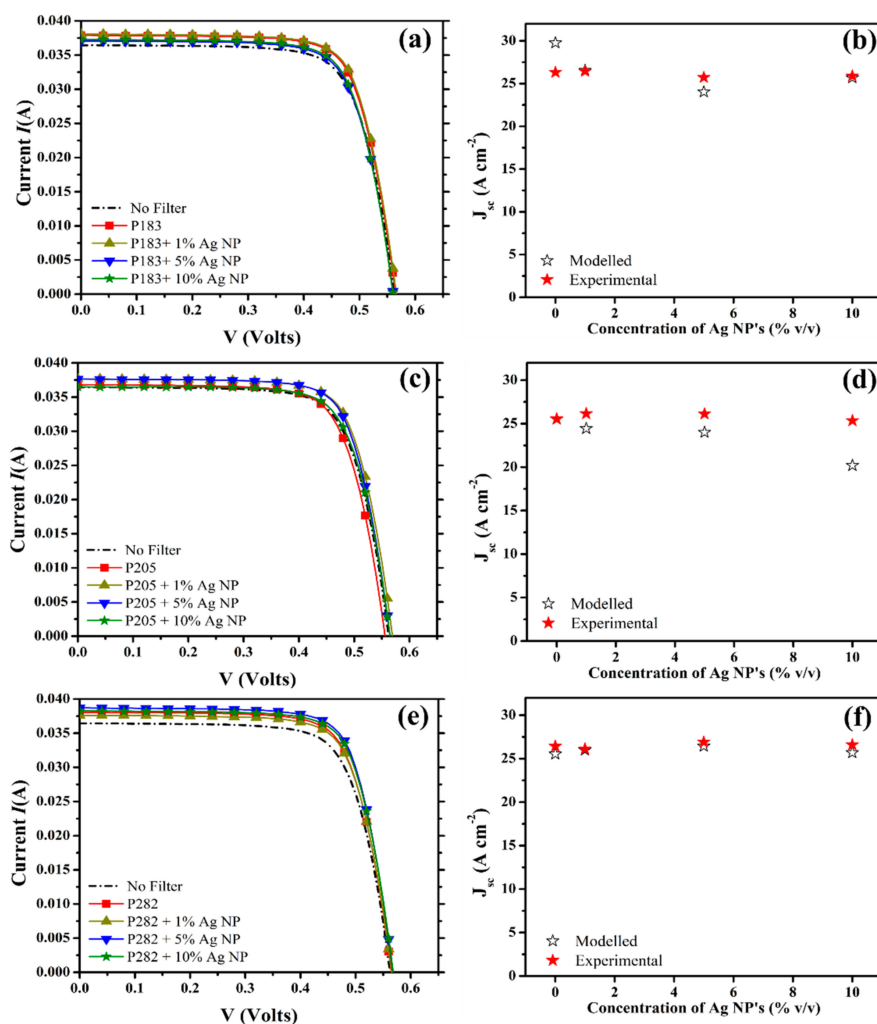 (a)
0.040
0.035
0.030
0.025
0.020
0.015
0.010
0.005
0.000
Current I(A)
No Filter
P183
P183+ 1% Ag NP
P183+ 5% Ag NP
P183+ 10% Ag NP
0.0 0.1 0.2 0.3 0.4 0.5 0.6
V (Volts)
(b)
30
25
20
15
10
5
0
Jsc (A cm-2)
Modelled
Experimental
0 2 4 6 8 10
Concentration of Ag NP's (% v/v)
(c)
0.040
0.035
0.030
0.025
0.020
0.015
0.010
0.005
0.000
Current I(A)
No Filter
P205
P205 + 1% Ag NP
P205 + 5% Ag NP
P205 + 10% Ag NP
0.0 0.1 0.2 0.3 0.4 0.5 0.6
V (Volts)
(d)
30
25
20
15
10
5
0
Jsc (A cm-2)
Modelled
Experimental
0 2 4 6 8 10
Concentration of Ag NP's (% v/v)
(e)
0.040
0.035
0.030
0.025
0.020
0.015
0.010
0.005
0.000
Current I(A)
No Filter
P282
P282 + 1% Ag NP
P282 + 5% Ag NP
P282 + 10% Ag NP
0.0 0.1 0.2 0.3 0.4 0.5 0.6
V (Volts)
(f)
30
25
20
15
10
5
0
Jsc (A cm-2)
Modelled
Experimental
0 2 4 6 8 10
Concentration of Ag NP's (% v/v)